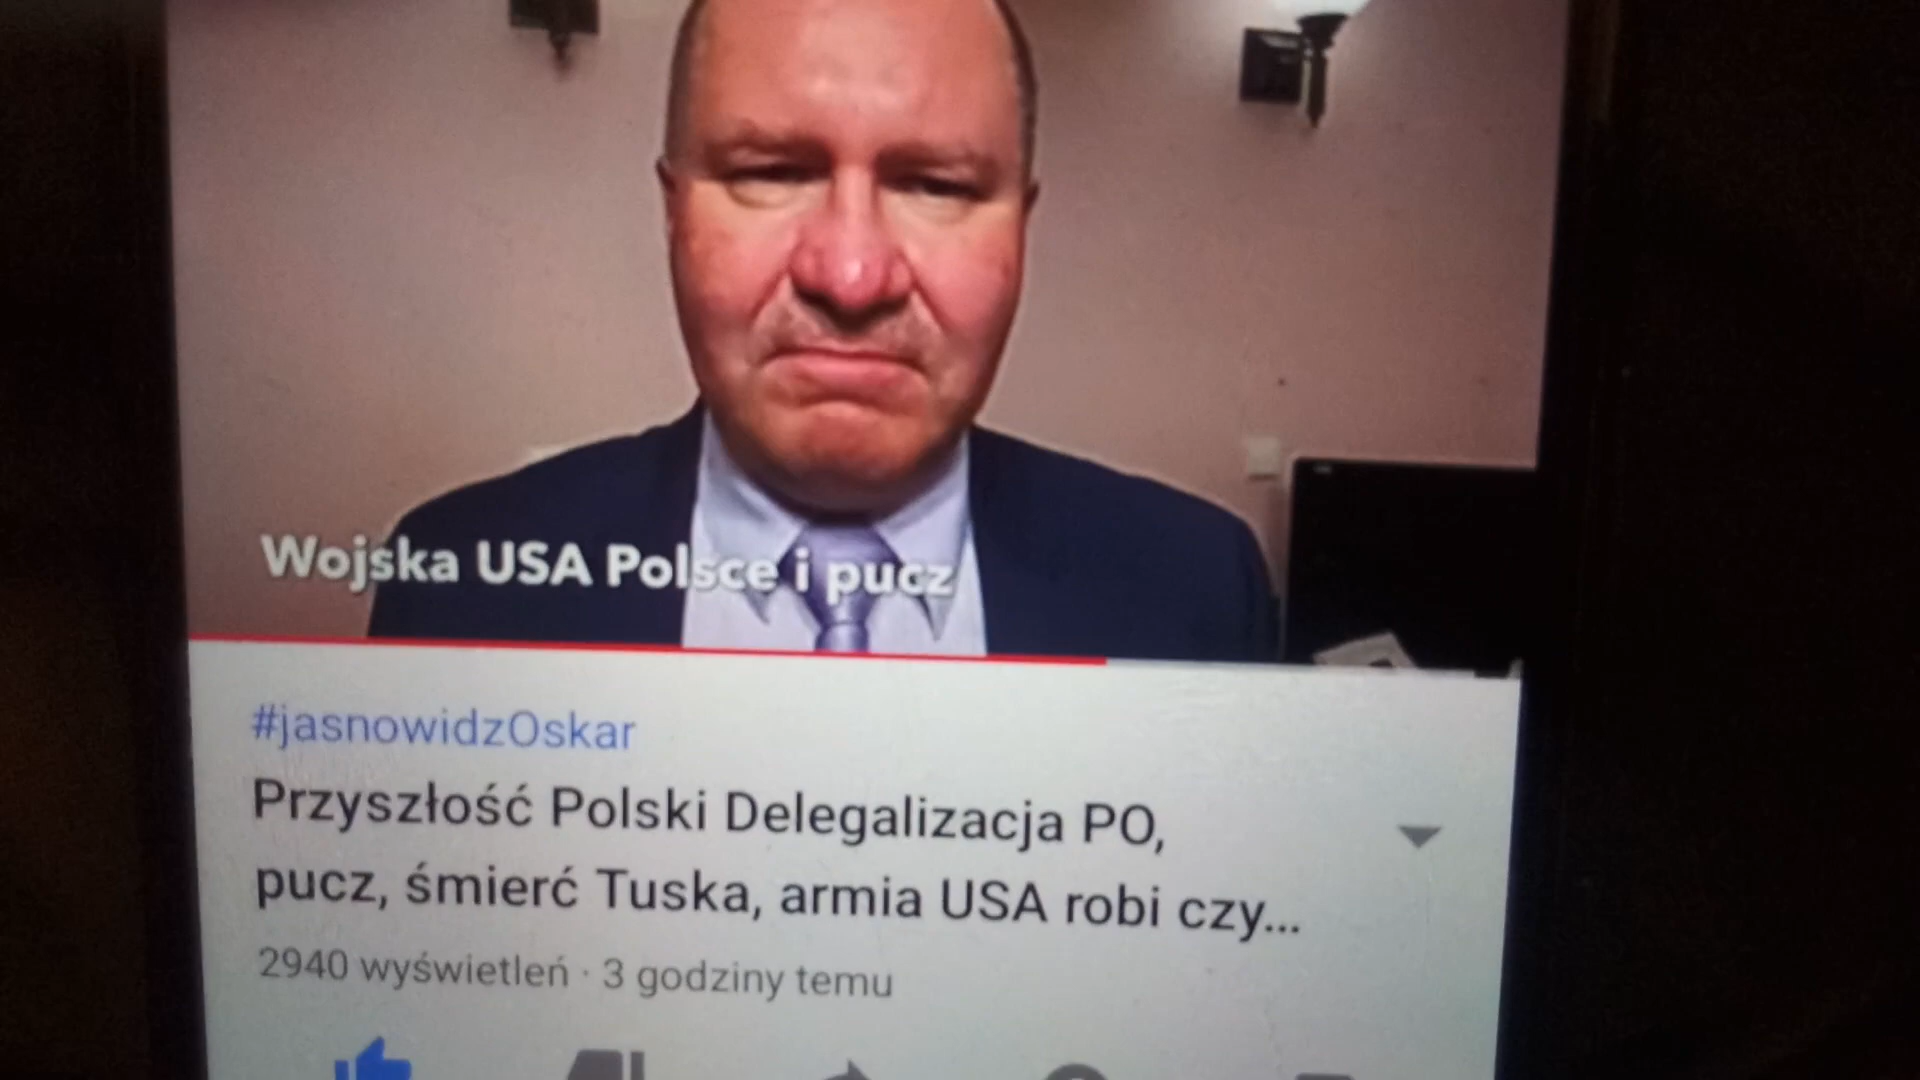 Wojska USA Polsce i pucz
#jasnowidzOskar
Przyszłość Polski Delegalizacja PO,
pucz, śmierć Tuska, armia USA robi czy...
2940 wyświetleń · 3 godziny temu